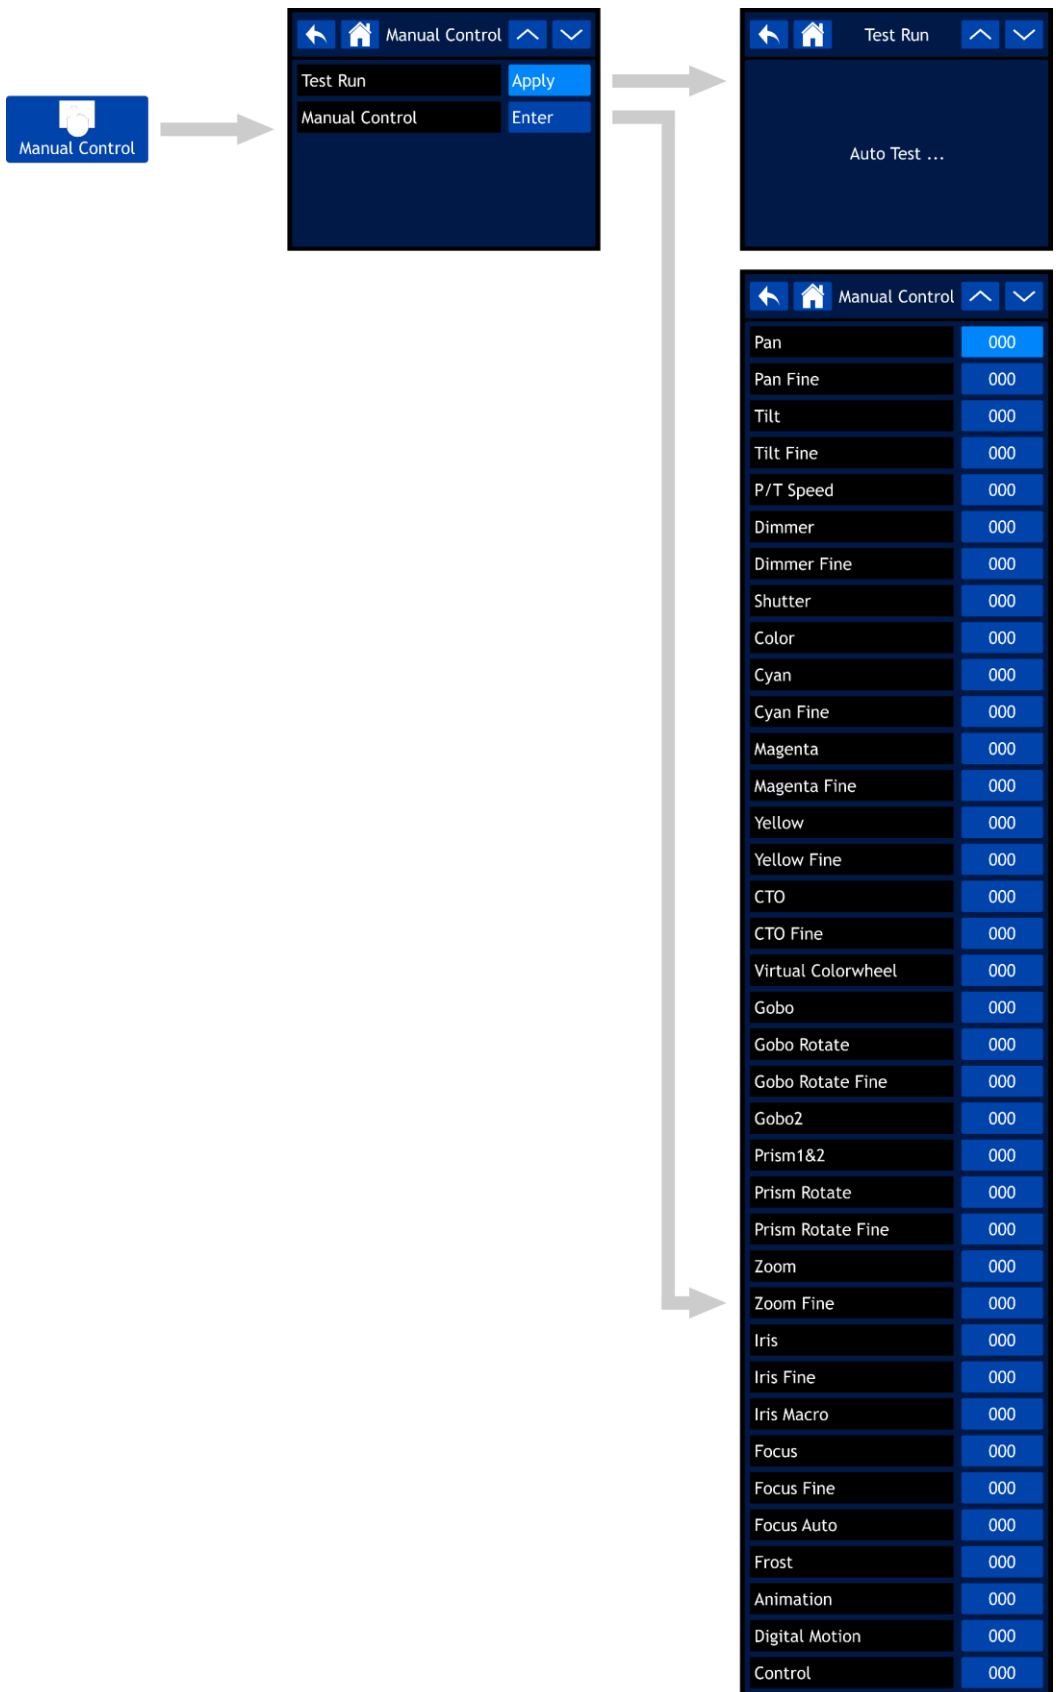 Manual Control
Manual Control
Test Run Apply
Manual Control Enter
Test Run
Auto Test ...
Manual Control
Pan 000
Pan Fine 000
Tilt 000
Tilt Fine 000
P/T Speed 000
Dimmer 000
Dimmer Fine 000
Shutter 000
Color 000
Cyan 000
Cyan Fine 000
Magenta 000
Magenta Fine 000
Yellow 000
Yellow Fine 000
CTO 000
CTO Fine 000
Virtual Colorwheel 000
Gobo 000
Gobo Rotate 000
Gobo Rotate Fine 000
Gobo2 000
Prism1&2 000
Prism Rotate 000
Prism Rotate Fine 000
Zoom 000
Zoom Fine 000
Iris 000
Iris Fine 000
Iris Macro 000
Focus 000
Focus Fine 000
Focus Auto 000
Frost 000
Animation 000
Digital Motion 000
Control 000